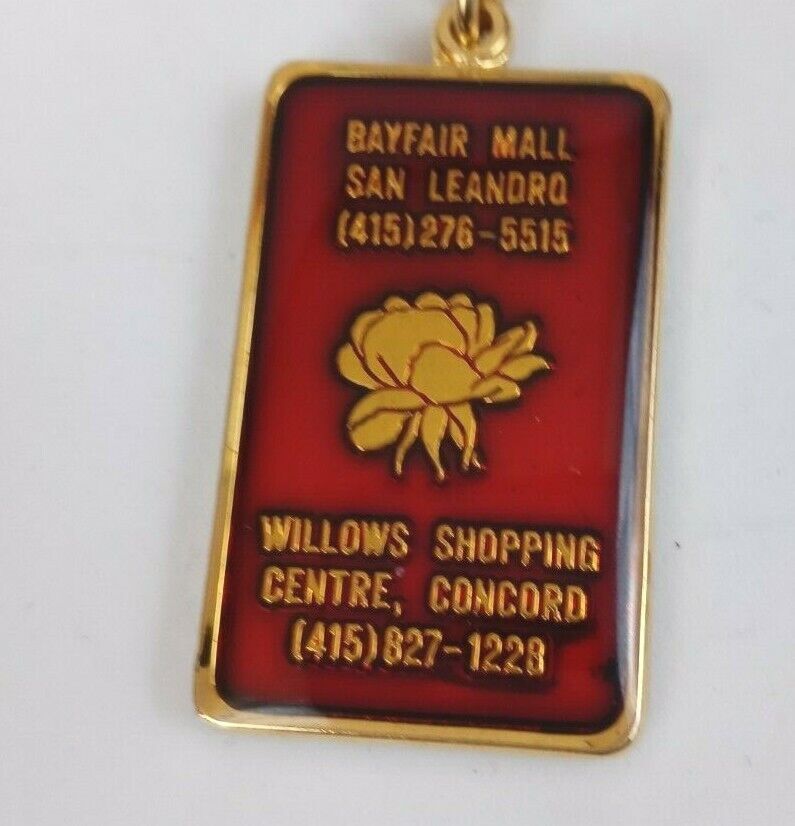 BAYFAIR MALL
SAN LEANDRO
(415)276-5515
WILLOWS SHOPPING
CENTRE, CONCORD
(415)827-1228